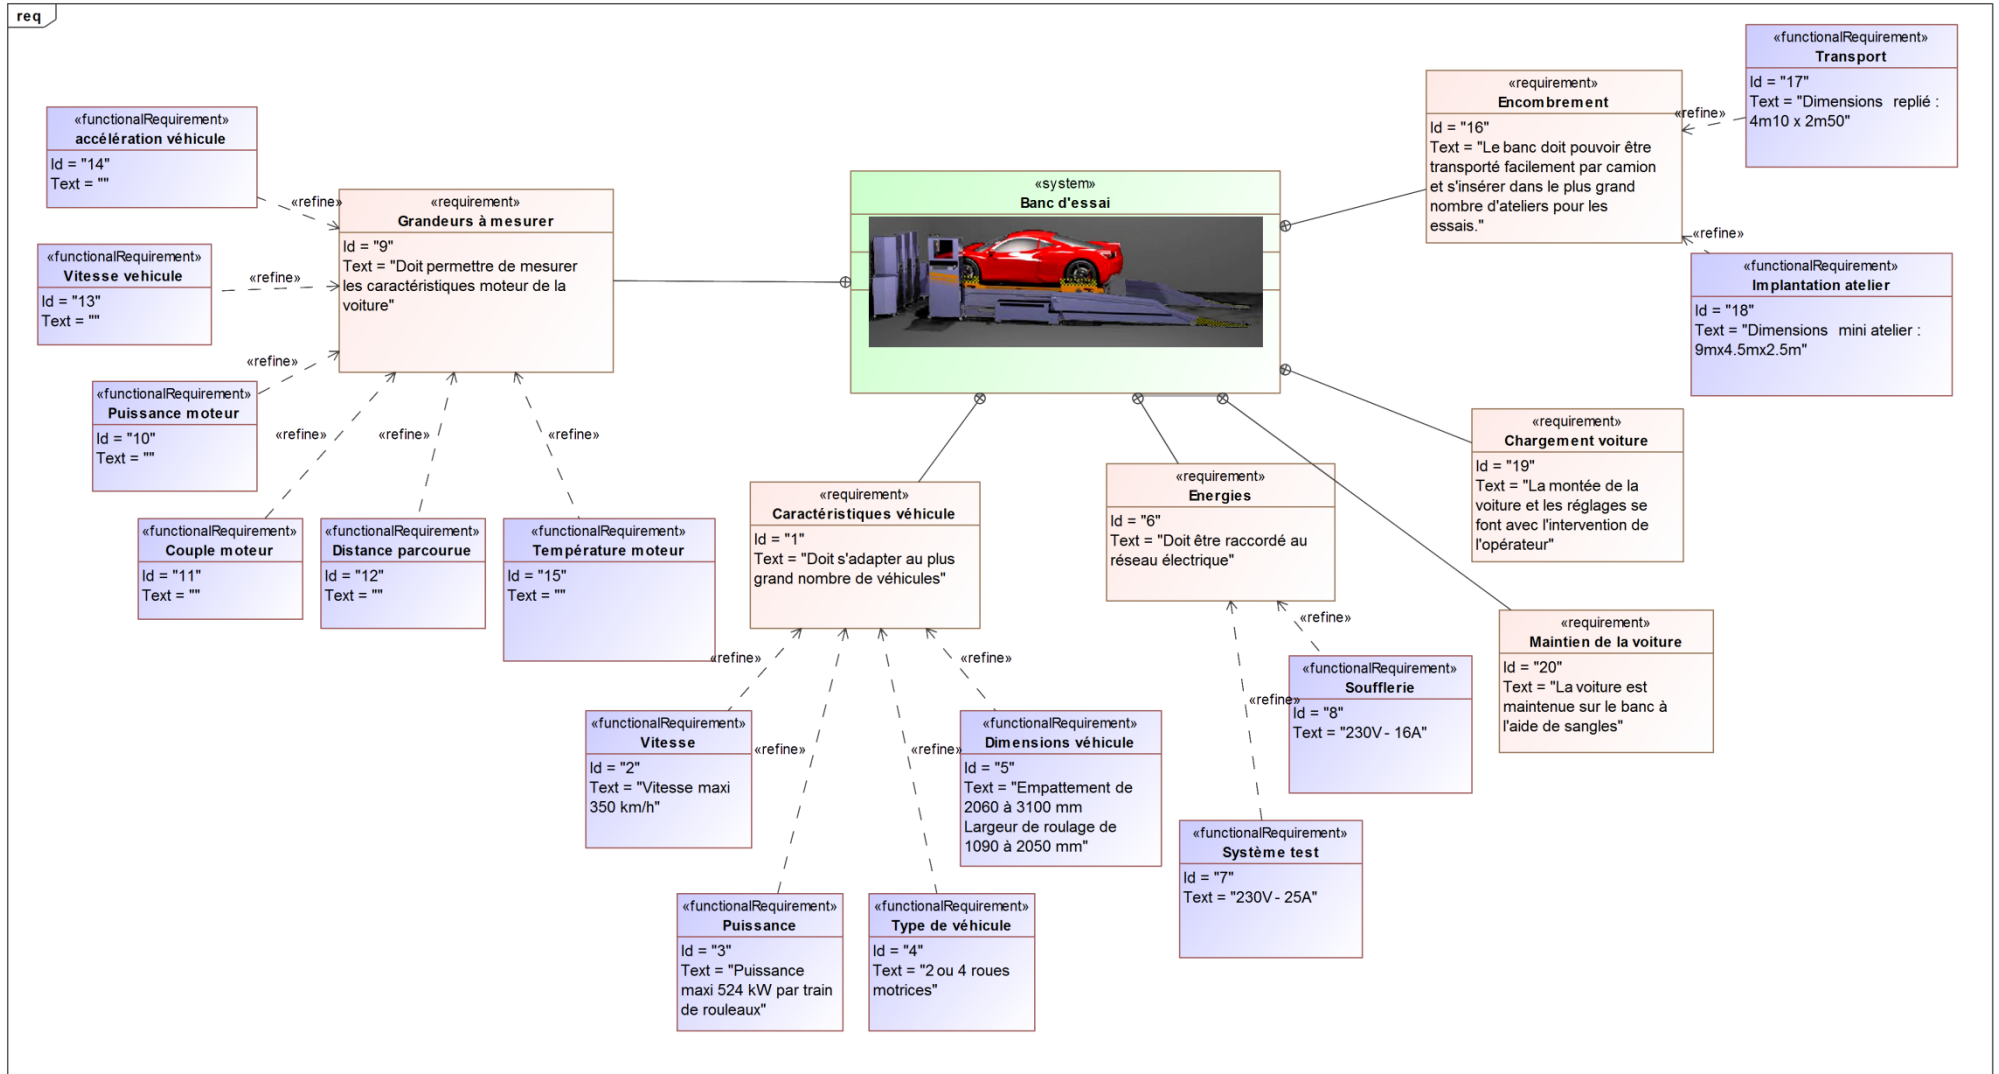 req
«functionalRequirement»
Transport
Id = "17"
Text = "Dimensions replié :
4m10 x 2m50"
«refine»
«requirement»
Encombrement
Id = "16"
Text = "Le banc doit pouvoir être
transporté facilement par camion
et s'insérer dans le plus grand
nombre d'ateliers pour les
essais."
«refine»
«functionalRequirement»
Implantation atelier
Id = "18"
Text = "Dimensions mini atelier :
9mx4.5mx2.5m"
«functionalRequirement»
accélération véhicule
Id = "14"
Text = ""
«refine»
«requirement»
Grandeurs à mesurer
Id = "9"
Text = "Doit permettre de mesurer
les caractéristiques moteur de la
voiture"
«system»
Banc d'essai
«functionalRequirement»
Vitesse vehicule
Id = "13"
Text = ""
«refine»
«refine»
«functionalRequirement»
Puissance moteur
Id = "10"
Text = ""
«refine»
«refine»
«refine»
«functionalRequirement»
Couple moteur
Id = "11"
Text = ""
«functionalRequirement»
Distance parcourue
Id = "12"
Text = ""
«functionalRequirement»
Température moteur
Id = "15"
Text = ""
«requirement»
Caractéristiques véhicule
Id = "1"
Text = "Doit s'adapter au plus
grand nombre de véhicules"
«requirement»
Energies
Id = "6"
Text = "Doit être raccordé au
réseau électrique"
«requirement»
Chargement voiture
Id = "19"
Text = "La montée de la
voiture et les réglages se
font avec l'intervention de
l'opérateur"
«requirement»
Maintien de la voiture
Id = "20"
Text = "La voiture est
maintenue sur le banc à
l'aide de sangles"
«refine»
«refine»
«refine»
«refine»
«functionalRequirement»
Vitesse
Id = "2"
Text = "Vitesse maxi
350 km/h"
«functionalRequirement»
Dimensions véhicule
Id = "5"
Text = "Empattement de
2060 à 3100 mm
Largeur de roulage de
1090 à 2050 mm"
«refine»
«refine»
«functionalRequirement»
Soufflerie
Id = "8"
Text = "230V - 16A"
«functionalRequirement»
Système test
Id = "7"
Text = "230V - 25A"
«functionalRequirement»
Puissance
Id = "3"
Text = "Puissance
maxi 524 kW par train
de rouleaux"
«functionalRequirement»
Type de véhicule
Id = "4"
Text = "2 ou 4 roues
motrices"